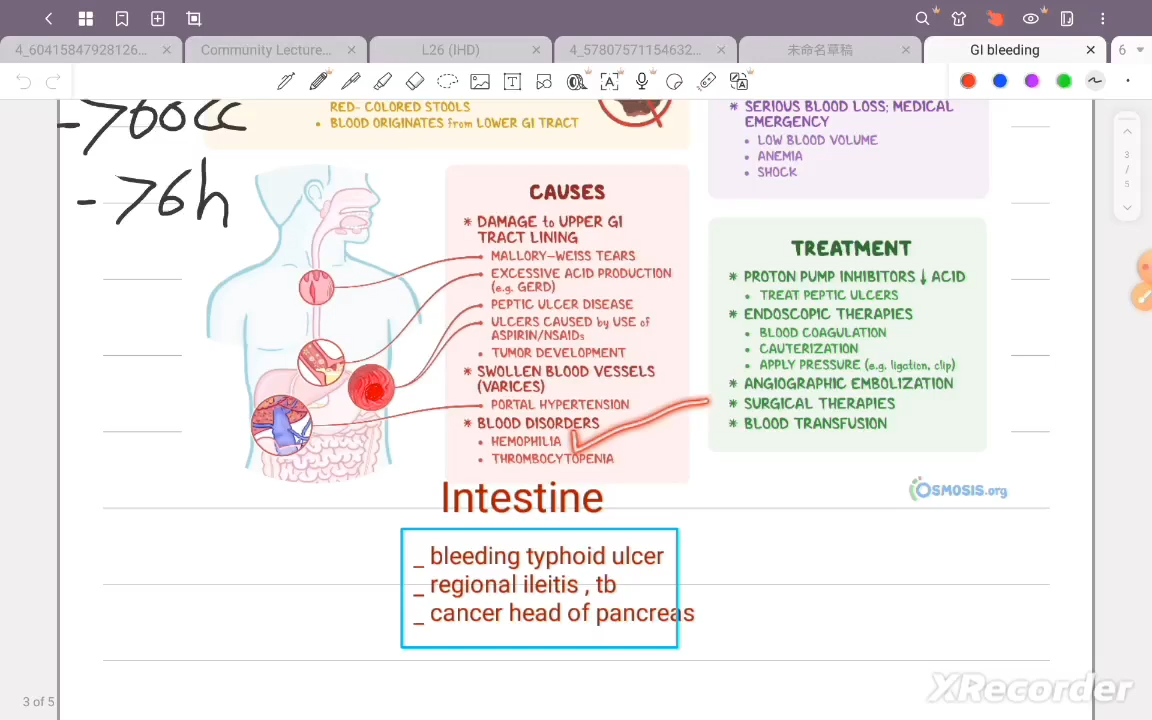 4_60415847928126...
Community Lecture...
L26 (IHD)
4_57807571154632...
未命名草稿
GI bleeding
6
-700cc
-76h
RED- COLORED STOOLS
• BLOOD ORIGINATES from LOWER GI TRACT
* SERIOUS BLOOD LOSS; MEDICAL
EMERGENCY
• LOW BLOOD VOLUME
• ANEMIA
• SHOCK
CAUSES
* DAMAGE to UPPER GI
TRACT LINING
• MALLORY-WEISS TEARS
• EXCESSIVE ACID PRODUCTION
(e.g. GERD)
• PEPTIC ULCER DISEASE
• ULCERS CAUSED by USE of
ASPIRIN/NSAIDs
• TUMOR DEVELOPMENT
* SWOLLEN BLOOD VESSELS
(VARICES)
• PORTAL HYPERTENSION
* BLOOD DISORDERS
• HEMOPHILIA
• THROMBOCYTOPENIA
TREATMENT
* PROTON PUMP INHIBITORS ↓ ACID
• TREAT PEPTIC ULCERS
* ENDOSCOPIC THERAPIES
• BLOOD COAGULATION
• CAUTERIZATION
• APPLY PRESSURE (e.g. ligation, clip)
* ANGIOGRAPHIC EMBOLIZATION
* SURGICAL THERAPIES
* BLOOD TRANSFUSION
OSMOSIS.org
Intestine
_ bleeding typhoid ulcer
_ regional ileitis , tb
_ cancer head of pancreas
3
/
5
3 of 5
XRecorder